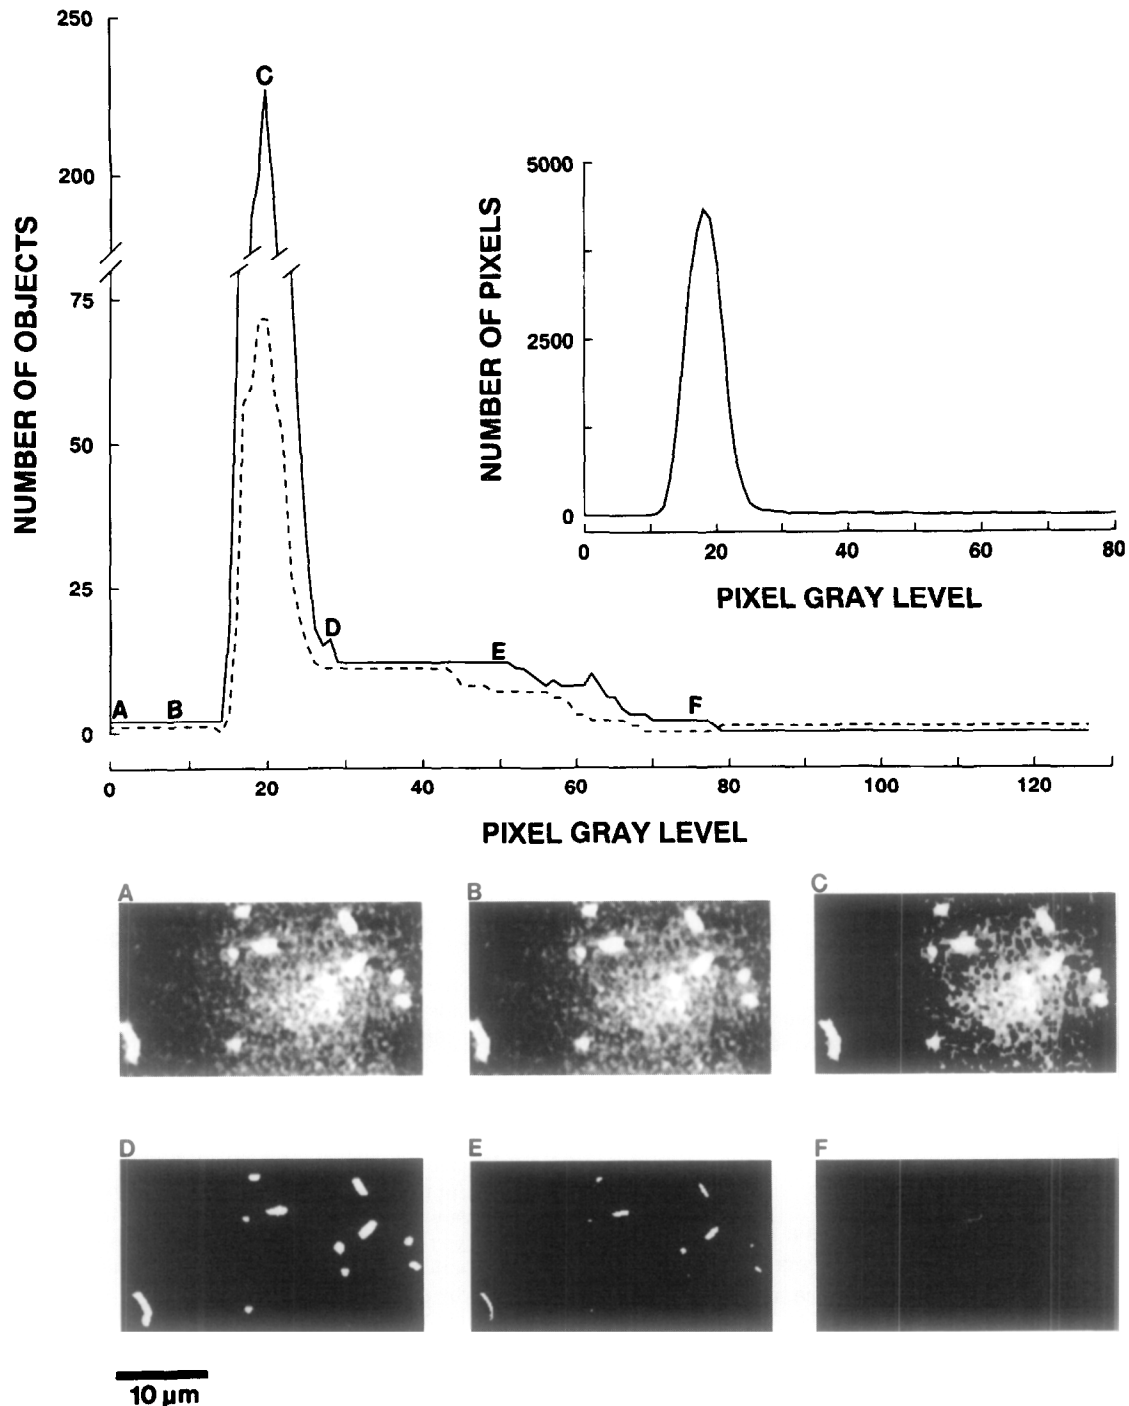 250
200
75
50
25
0
NUMBER OF OBJECTS
C
D
E
A
B
F
0
20
40
60
80
100
120
PIXEL GRAY LEVEL
5000
2500
0
NUMBER OF PIXELS
0
20
40
60
80
PIXEL GRAY LEVEL
A
B
C
D
E
F
10 µm